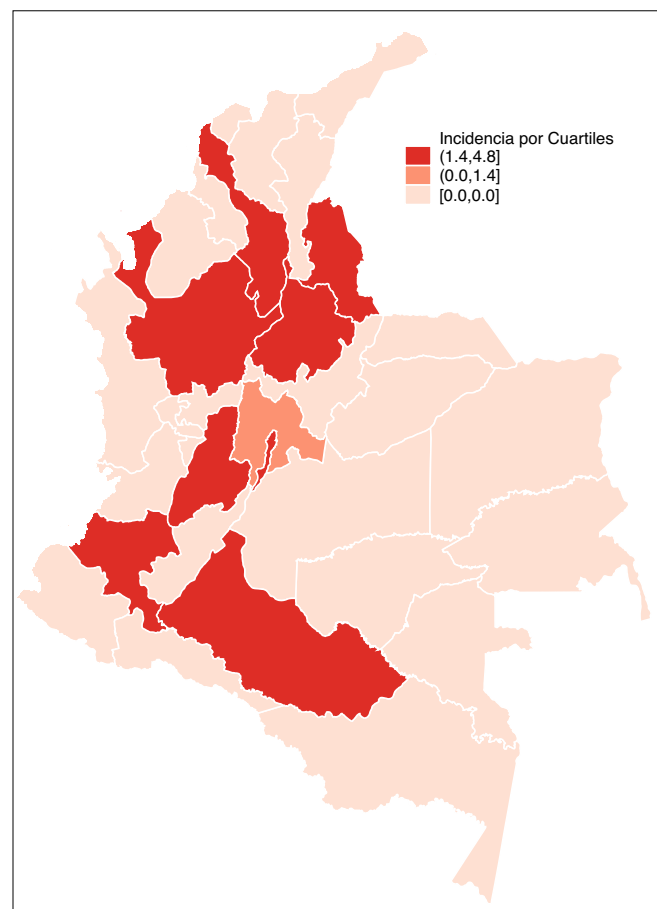 Incidencia por Cuartiles
(1.4,4.8]
(0.0,1.4]
[0.0,0.0]